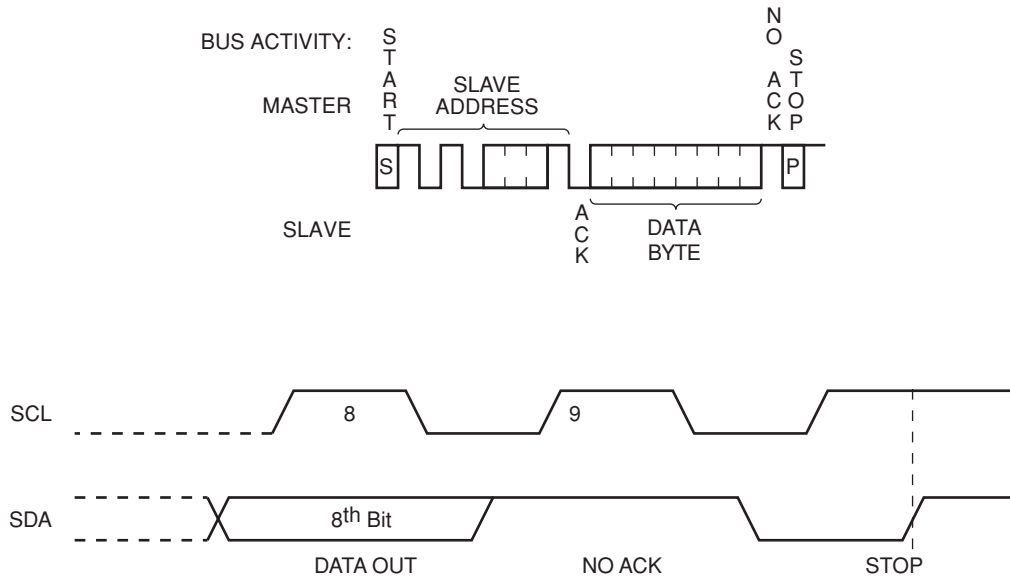 BUS ACTIVITY:
MASTER
START
SLAVE
ADDRESS
NO ACK
STOP
S
P
SLAVE
ACK
DATA
BYTE
SCL
8
9
SDA
8th Bit
DATA OUT
NO ACK
STOP